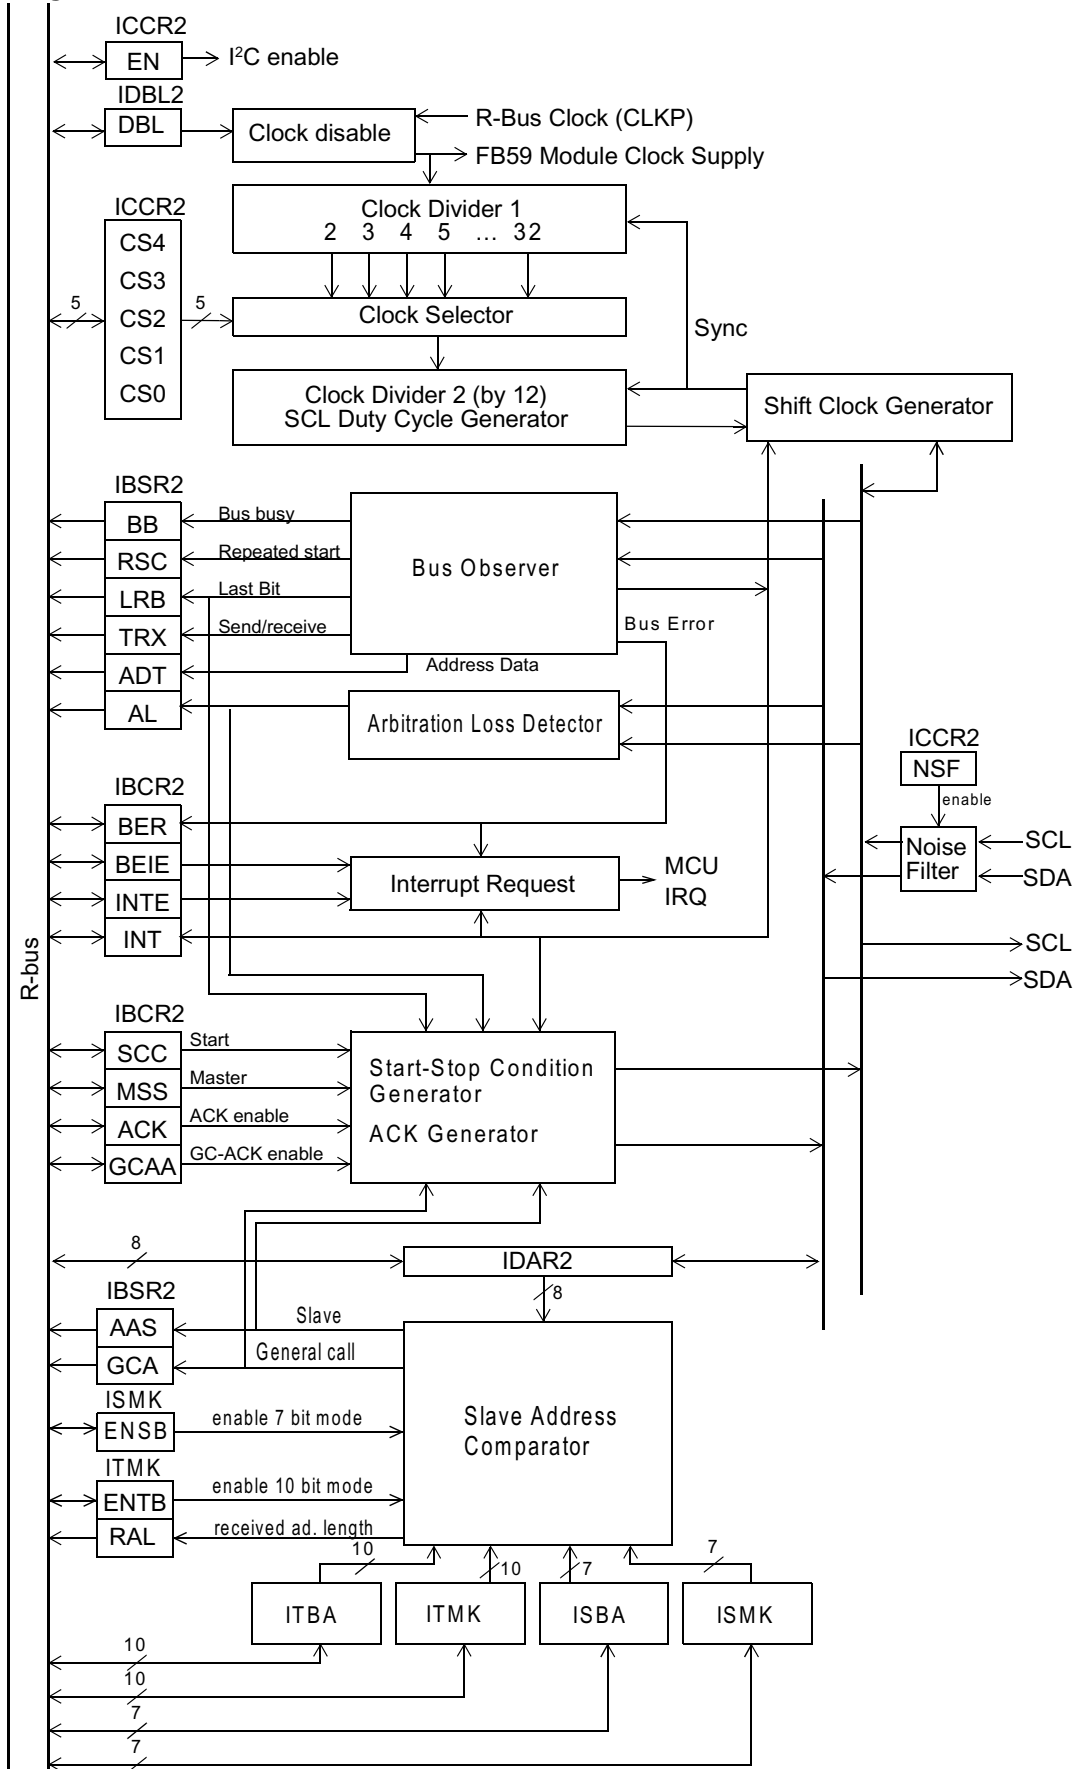 ICCR2
EN
I²C enable
IDBL2
DBL
Clock disable
R-Bus Clock (CLKP)
FB59 Module Clock Supply
ICCR2
CS4
CS3
CS2
CS1
CS0
5
5
Clock Divider 1
2 3 4 5 ... 32
Clock Selector
Sync
Clock Divider 2 (by 12)
SCL Duty Cycle Generator
Shift Clock Generator
IBSR2
BB
RSC
LRB
TRX
ADT
AL
Bus busy
Repeated start
Last Bit
Send/receive
Address Data
Bus Observer
Bus Error
Arbitration Loss Detector
ICCR2
NSF
enable
Noise
Filter
SCL
SDA
SCL
SDA
IBCR2
BER
BEIE
INTE
INT
Interrupt Request
MCU
IRQ
R-bus
IBCR2
SCC
MSS
ACK
GCAA
Start
Master
ACK enable
GC-ACK enable
Start-Stop Condition
Generator
ACK Generator
8
IDAR2
8
IBSR2
AAS
GCA
Slave
General call
ISMK
ENSB
enable 7 bit mode
ITMK
ENTB
RAL
enable 10 bit mode
received ad. length
Slave Address
Comparator
10
10
7
7
ITBA
ITMK
ISBA
ISMK
10
10
7
7